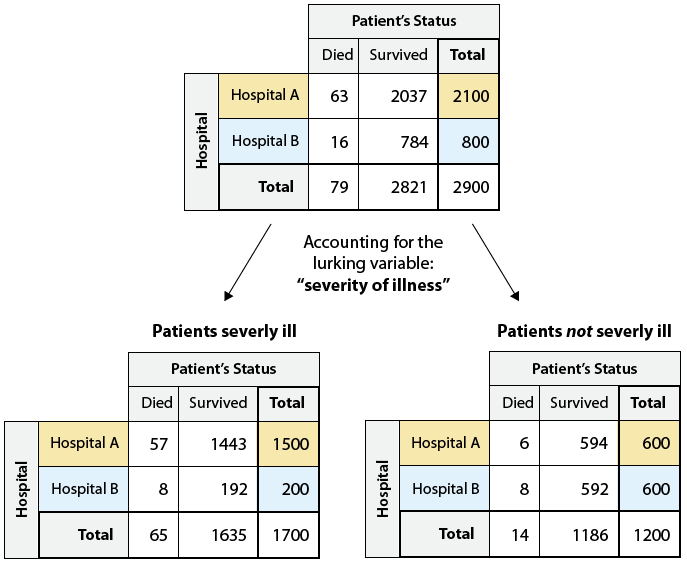 Patient's Status
Died Survived Total
Hospital
Hospital A 63 2037 2100
Hospital B 16 784 800
Total 79 2821 2900
Accounting for the
lurking variable:
“severity of illness”
Patients severly ill
Patient's Status
Died Survived Total
Hospital
Hospital A 57 1443 1500
Hospital B 8 192 200
Total 65 1635 1700
Patients not severly ill
Patient's Status
Died Survived Total
Hospital
Hospital A 6 594 600
Hospital B 8 592 600
Total 14 1186 1200